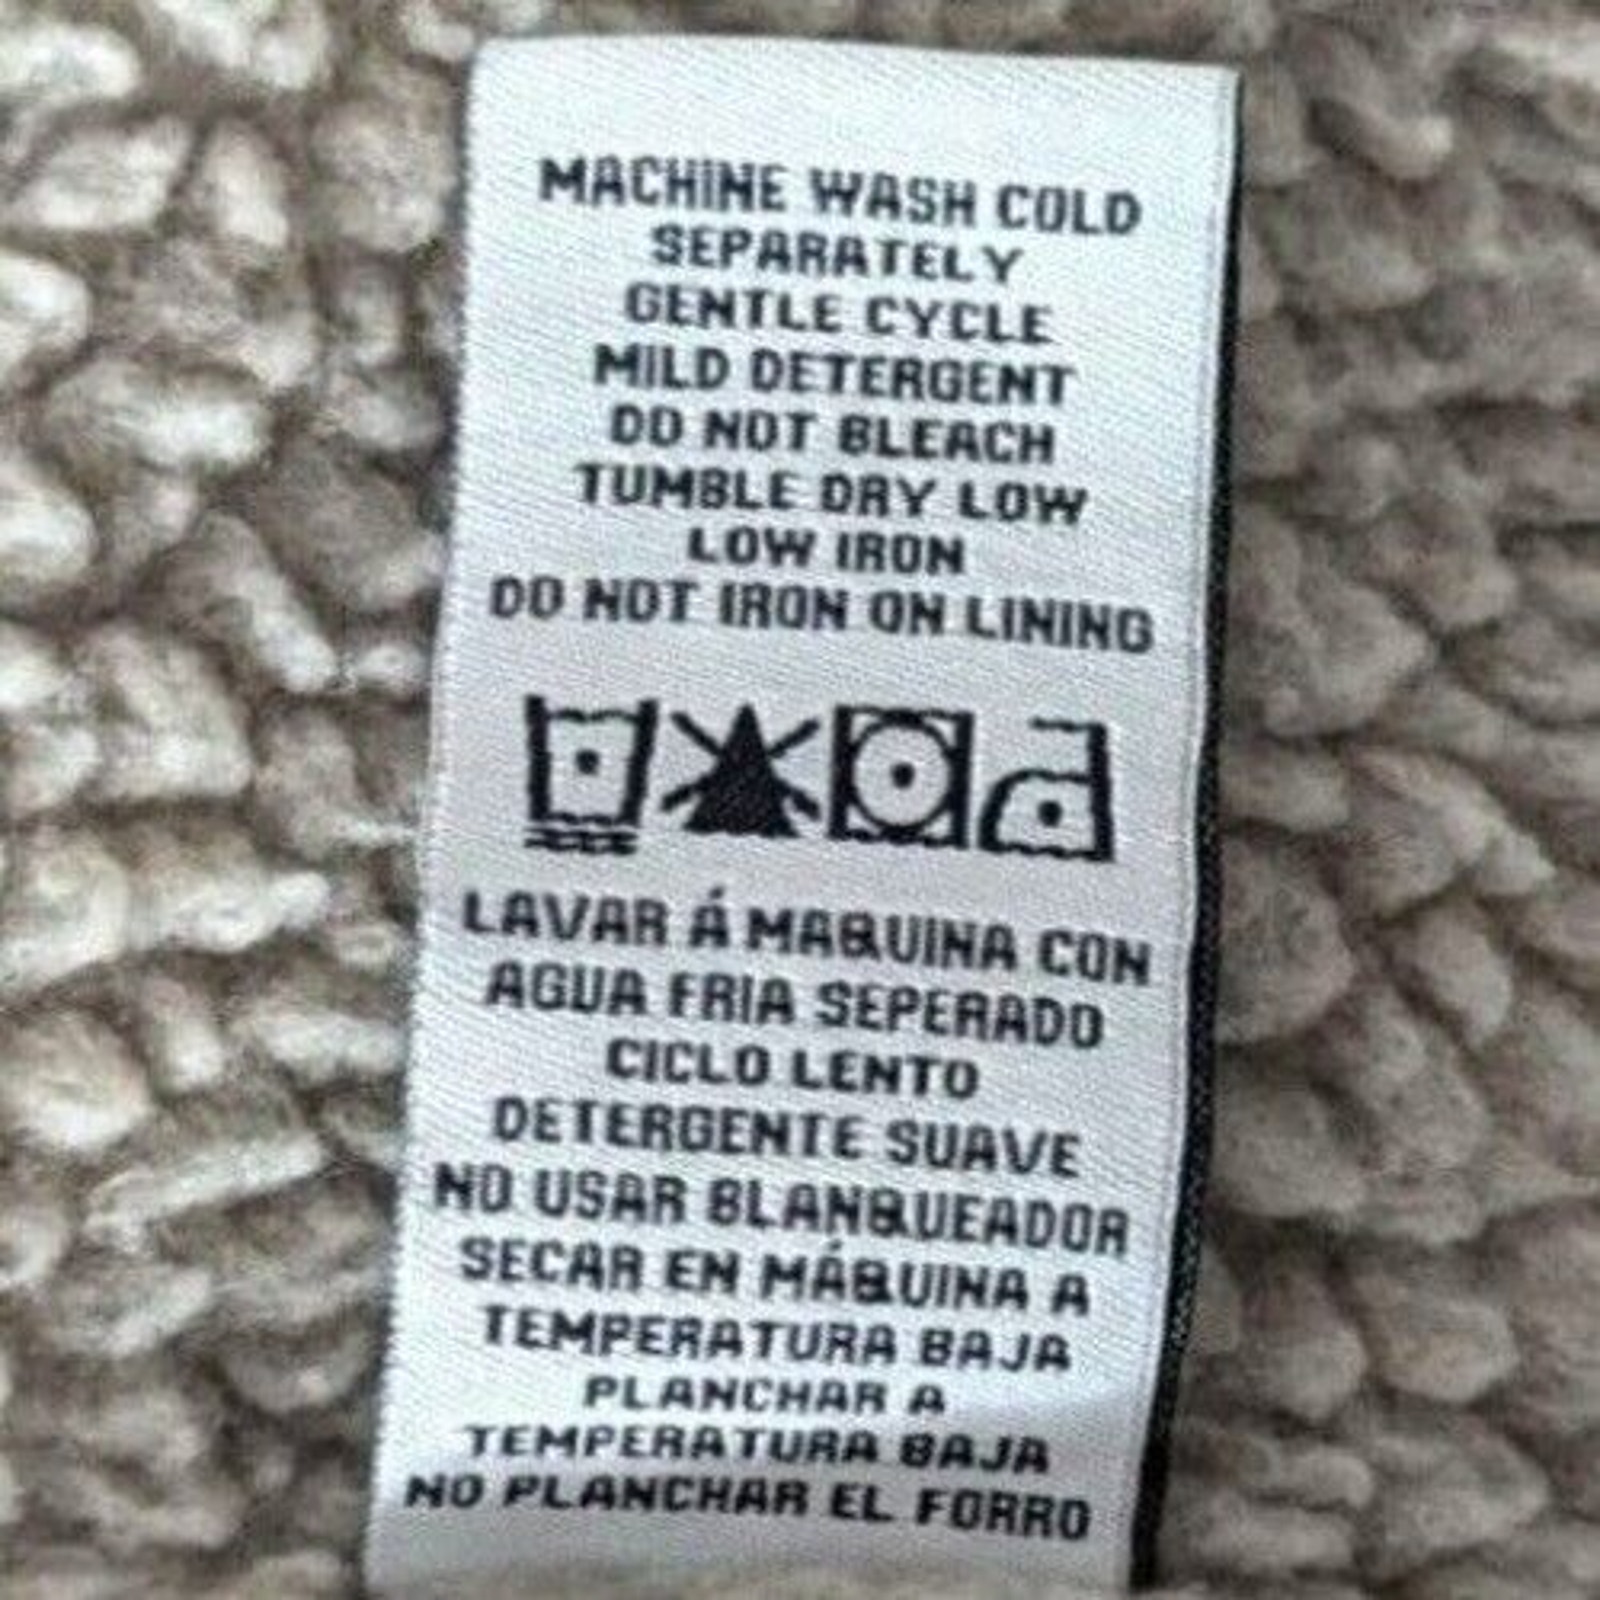 MACHINE WASH COLD
SEPARATELY
GENTLE CYCLE
MILD DETERGENT
DO NOT BLEACH
TUMBLE DRY LOW
LOW IRON
DO NOT IRON ON LINING
LAVAR Á MAQUINA CON
AGUA FRIA SEPERADO
CICLO LENTO
DETERGENTE SUAVE
NO USAR BLANQUEADOR
SECAR EN MÁQUINA A
TEMPERATURA BAJA
PLANCHAR A
TEMPERATURA BAJA
NO PLANCHAR EL FORRO